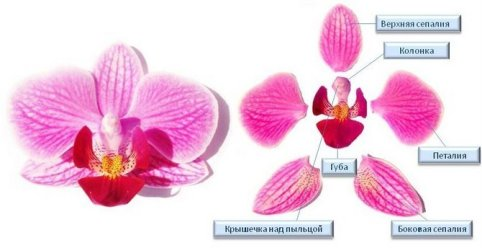 Верхняя сепалия
Колонка
Петалия
Губа
Крышечка над пыльцой
Боковая сепалия